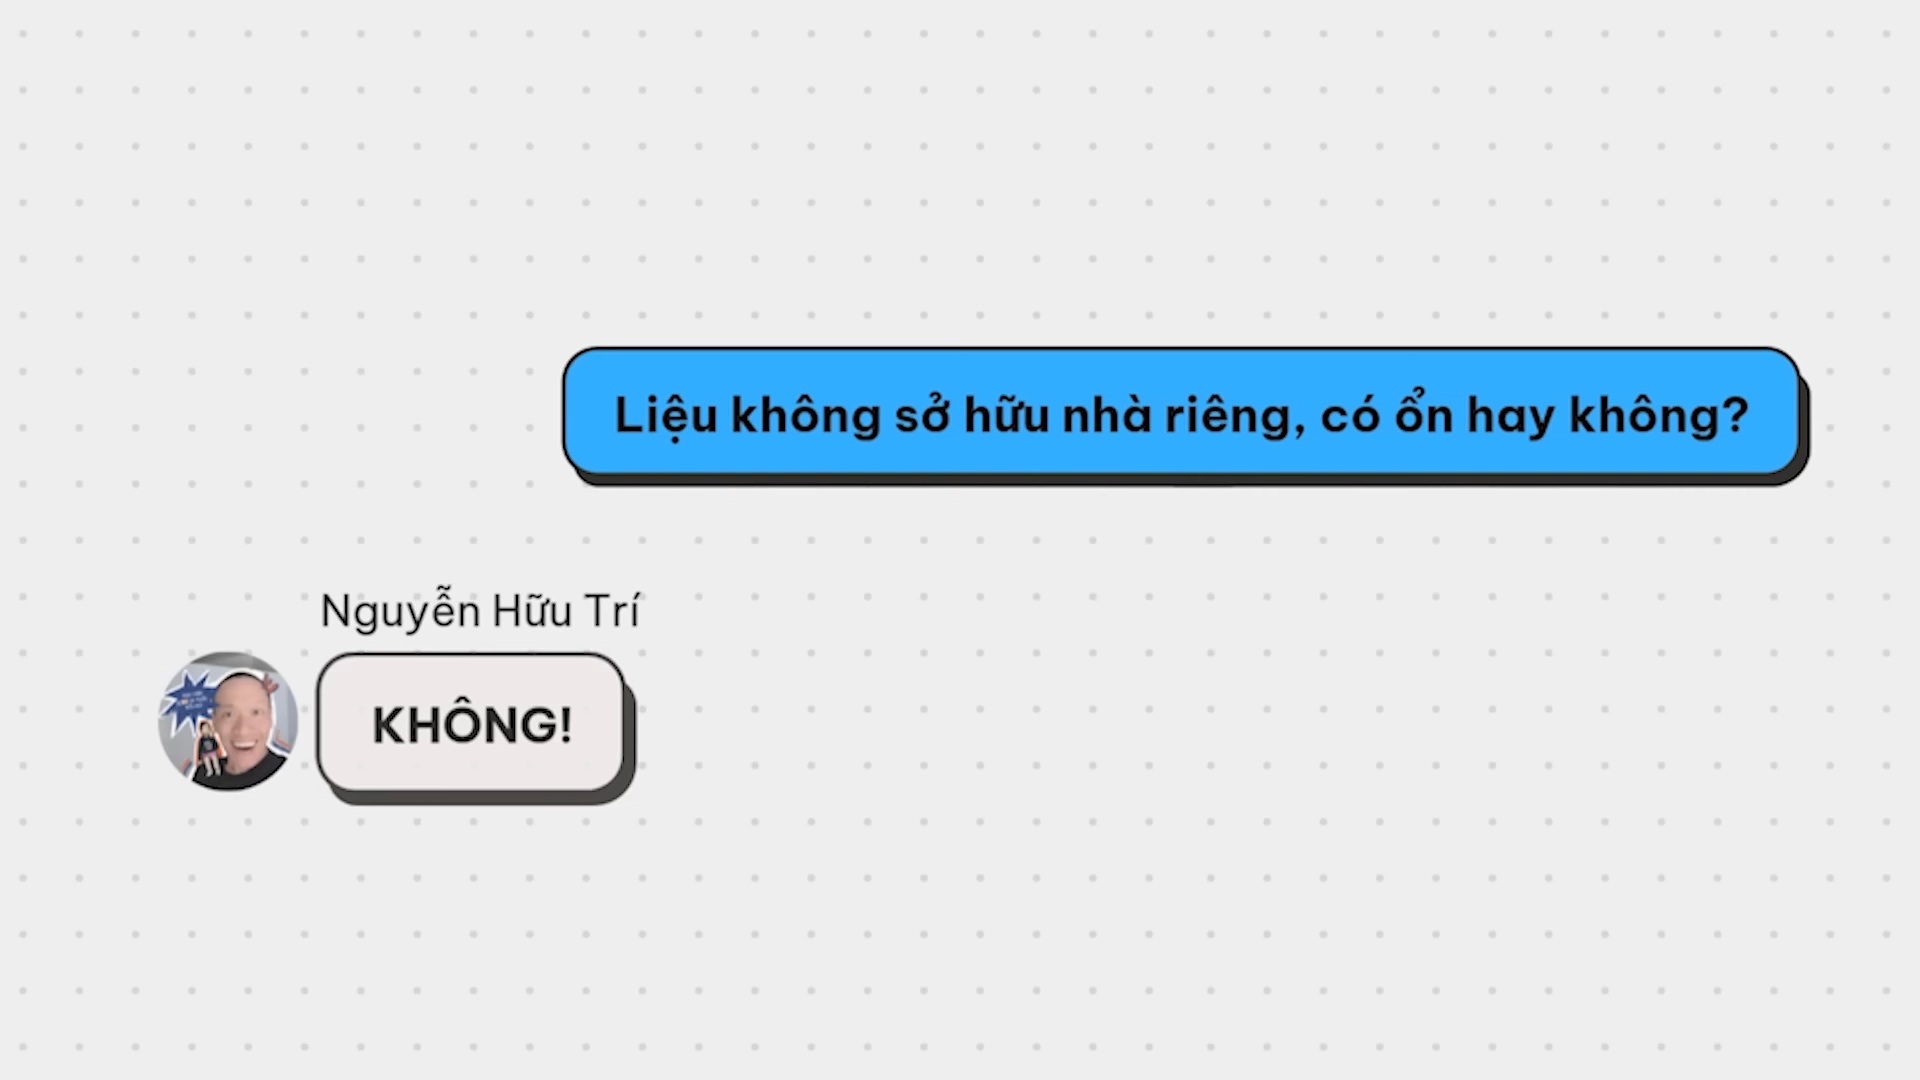 Liệu không sở hữu nhà riêng, có ổn hay không?
Nguyễn Hữu Trí
KHÔNG!